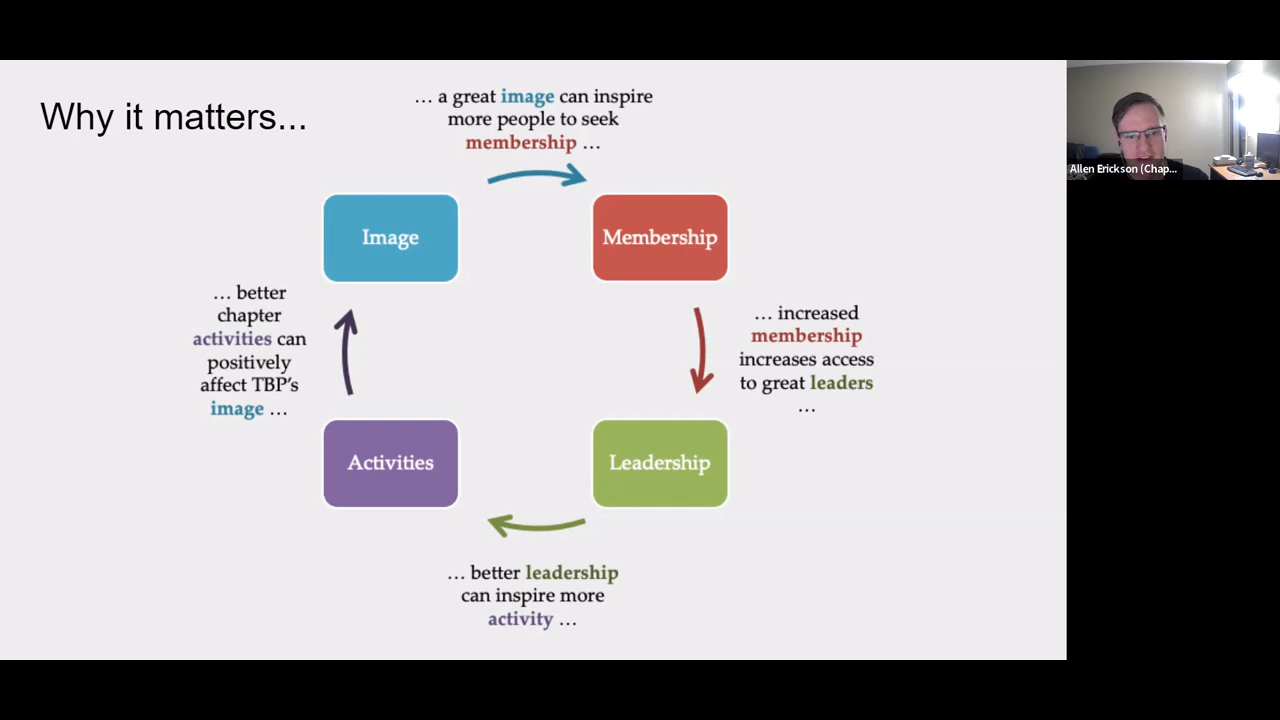 Why it matters...
... a great image can inspire
more people to seek
membership ...
Image
Membership
... better
chapter
activities can
positively
affect TBP's
image ...
... increased
membership
increases access
to great leaders
...
Activities
Leadership
... better leadership
can inspire more
activity ...
Allen Erickson (Chap...